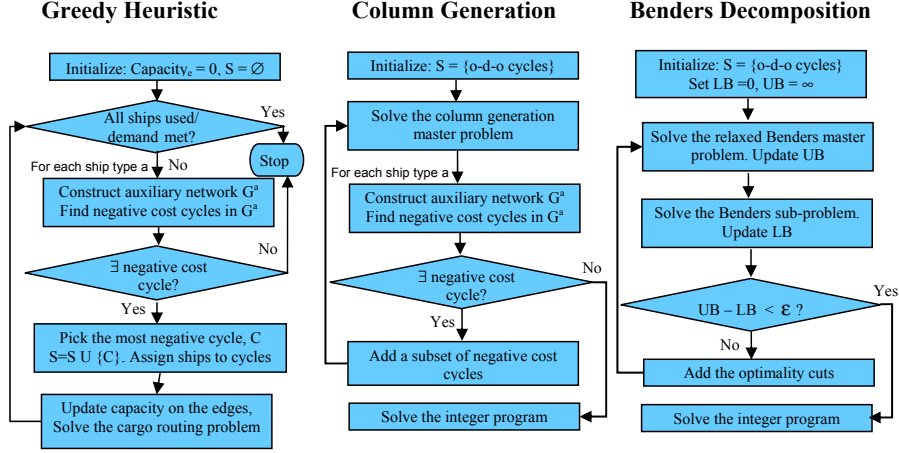 Greedy Heuristic
Initialize: Capacityₑ = 0, S = ∅
All ships used/
demand met?
Yes
Stop
For each ship type a
No
Construct auxiliary network Gᵃ
Find negative cost cycles in Gᵃ
No
∃ negative cost
cycle?
Yes
Pick the most negative cycle, C
S=S U {C}. Assign ships to cycles
Update capacity on the edges,
Solve the cargo routing problem
Column Generation
Initialize: S = {o-d-o cycles}
Solve the column generation
master problem
For each ship type a
Construct auxiliary network Gᵃ
Find negative cost cycles in Gᵃ
No
∃ negative cost
cycle?
Yes
Add a subset of negative cost
cycles
Solve the integer program
Benders Decomposition
Initialize: S = {o-d-o cycles}
Set LB =0, UB = ∞
Solve the relaxed Benders master
problem. Update UB
Solve the Benders sub-problem.
Update LB
Yes
UB – LB < ε ?
No
Add the optimality cuts
Solve the integer program